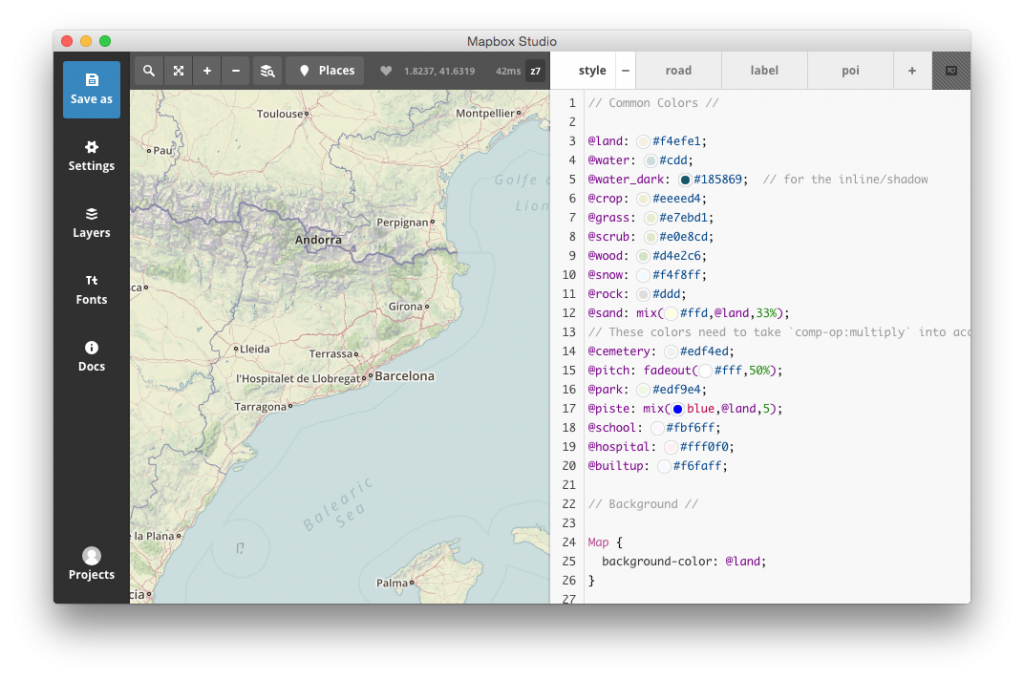 Mapbox Studio
Save as
Settings
Layers
Tt
Fonts
Docs
Projects
Places
1.8237, 41.6319
42ms
z7
style
road
label
poi
+
Toulouse
Montpellier
Pau
Golfe d
Lion
Perpignan
Andorra
ca
Girona
Lleida
Terrassa
l'Hospitalet de Llobregat
Barcelona
Tarragona
Balearic
Sea
la Plana
Palma
cia
1 // Common Colors //
2
3 @land: #f4efe1;
4 @water: #cdd;
5 @water_dark: #185869; // for the inline/shadow
6 @crop: #eeeed4;
7 @grass: #e7ebd1;
8 @scrub: #e0e8cd;
9 @wood: #d4e2c6;
10 @snow: #f4f8ff;
11 @rock: #ddd;
12 @sand: mix(#ffd,@land,33%);
13 // These colors need to take `comp-op:multiply` into acc
14 @cemetery: #edf4ed;
15 @pitch: fadeout(#fff,50%);
16 @park: #edf9e4;
17 @piste: mix(blue,@land,5);
18 @school: #fbf6ff;
19 @hospital: #fff0f0;
20 @builtup: #f6faff;
21
22 // Background //
23
24 Map {
25 background-color: @land;
26 }
27